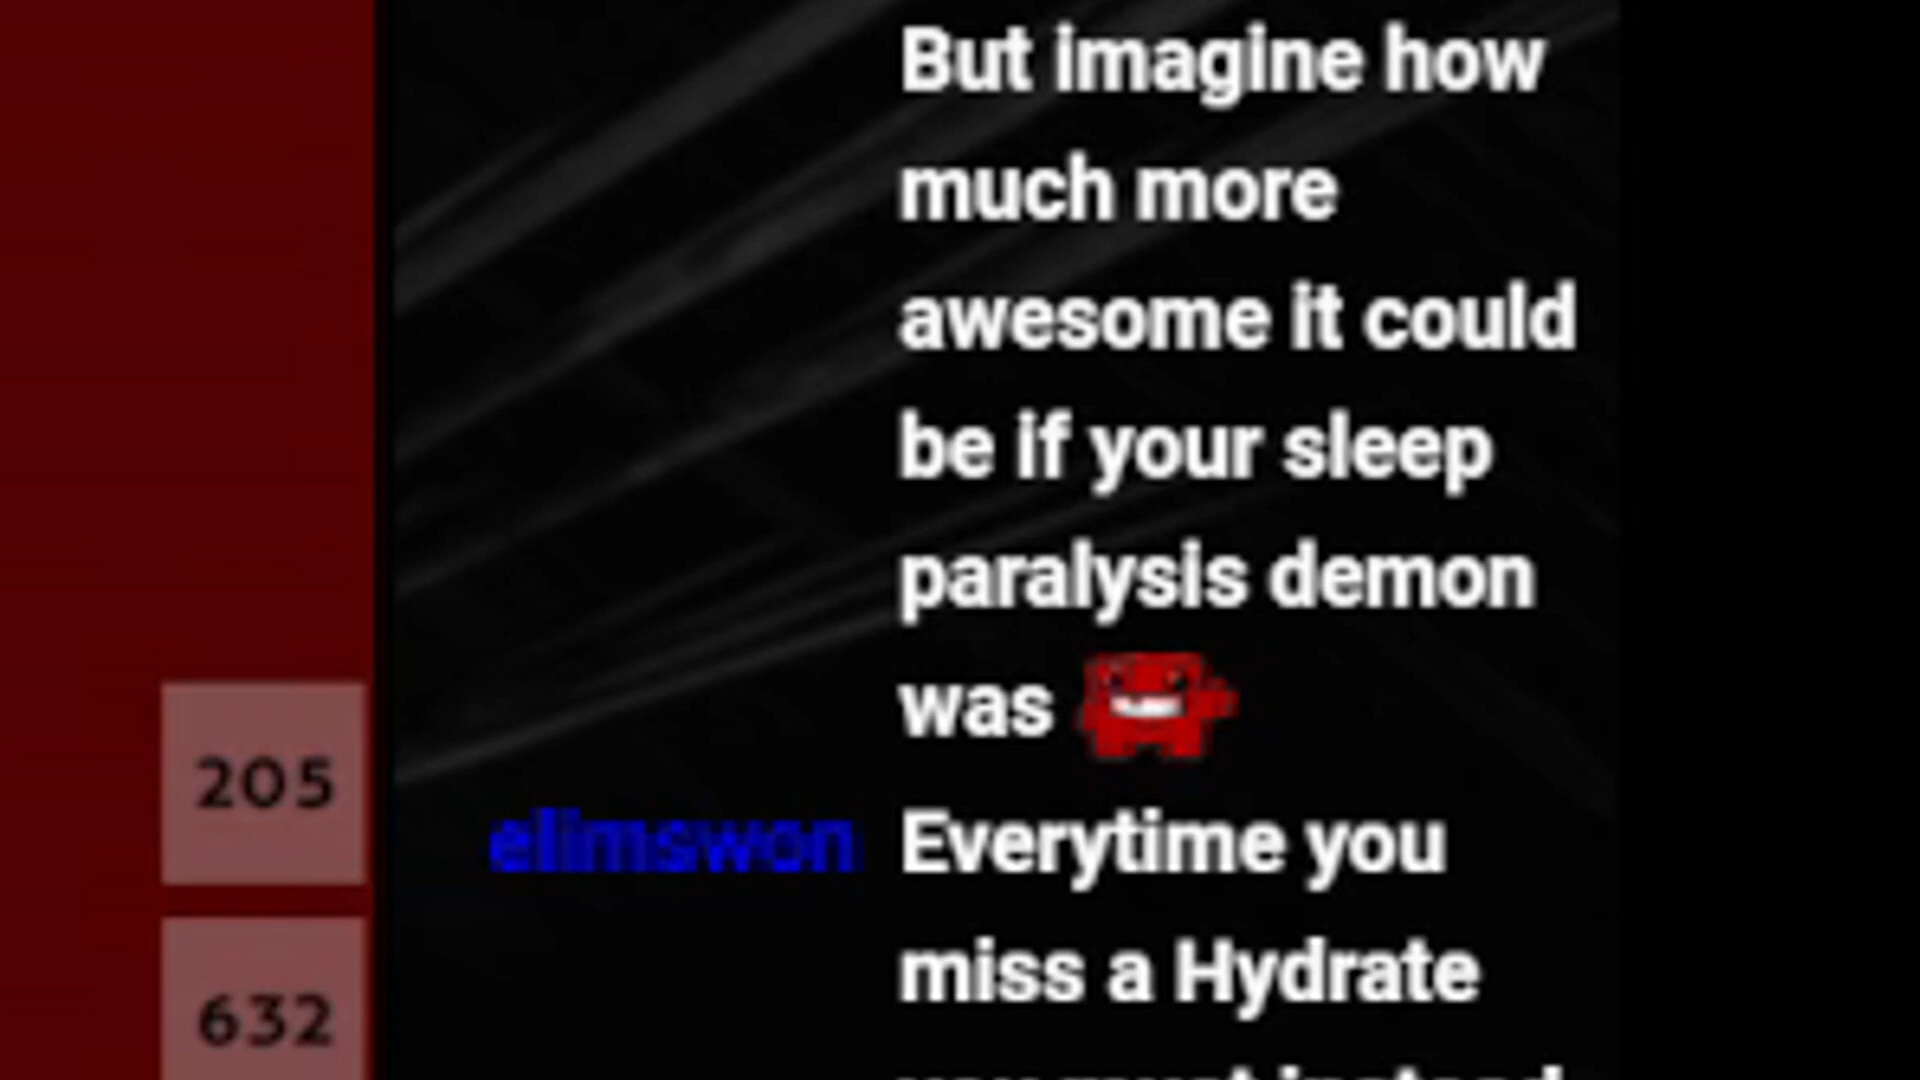 But imagine how
much more
awesome it could
be if your sleep
paralysis demon
was
205
elimswon Everytime you
miss a Hydrate
632